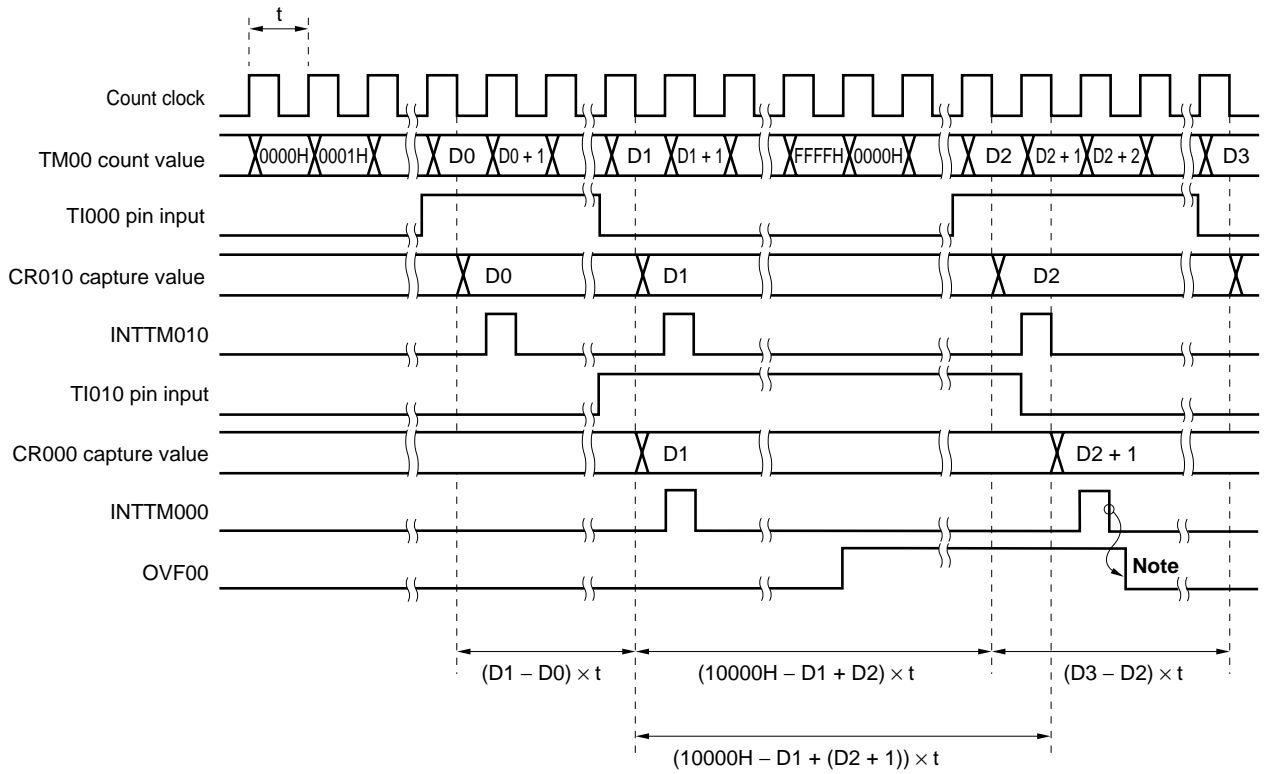 t
Count clock
TM00 count value 0000H 0001H D0 D0 + 1 D1 D1 + 1 FFFFH 0000H D2 D2 + 1 D2 + 2 D3
TI000 pin input
CR010 capture value D0 D1 D2
INTTM010
TI010 pin input
CR000 capture value D1 D2 + 1
INTTM000
OVF00 Note
(D1 − D0) × t (10000H − D1 + D2) × t (D3 − D2) × t
(10000H − D1 + (D2 + 1)) × t